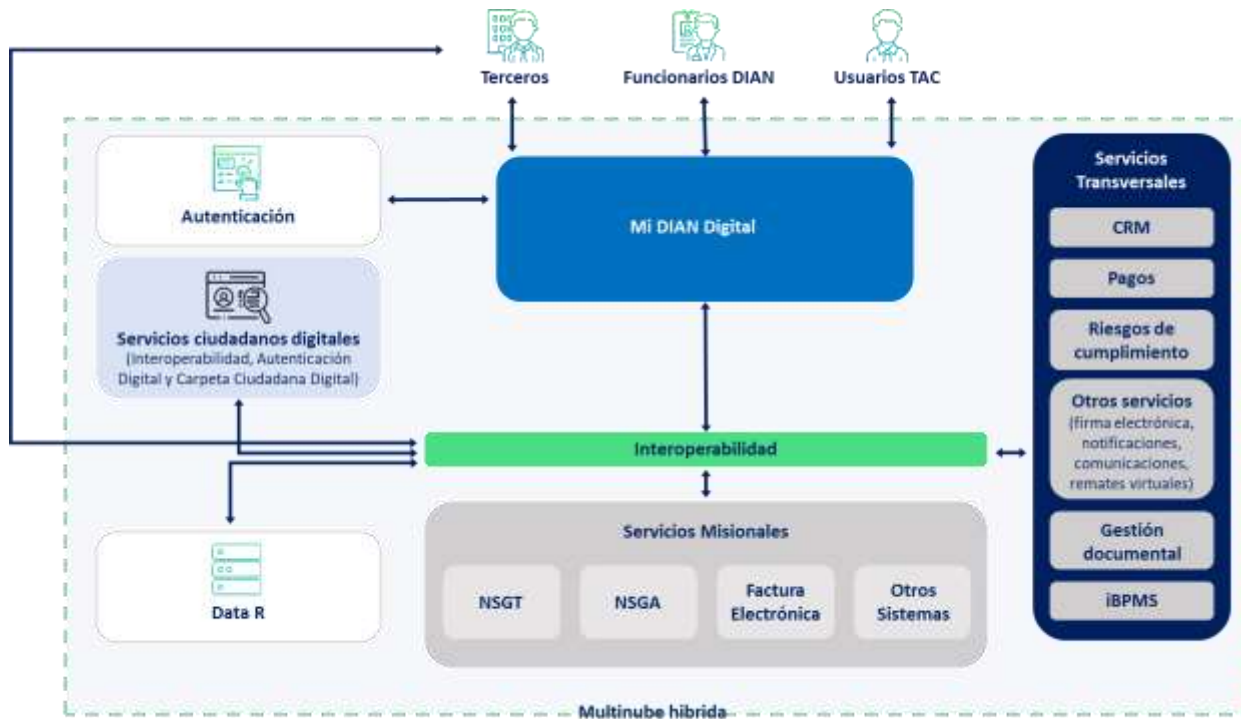 Terceros
Funcionarios DIAN
Usuarios TAC
Autenticación
Mi DIAN Digital
Servicios ciudadanos digitales
(Interoperabilidad, Autenticación
Digital y Carpeta Ciudadana Digital)
Interoperabilidad
Servicios Misionales
NSGT
NSGA
Factura
Electrónica
Otros
Sistemas
Data R
Servicios
Transversales
CRM
Pagos
Riesgos de
cumplimiento
Otros servicios
(firma electrónica,
notificaciones,
comunicaciones,
remates virtuales)
Gestión
documental
iBPMS
Multinube hibrida